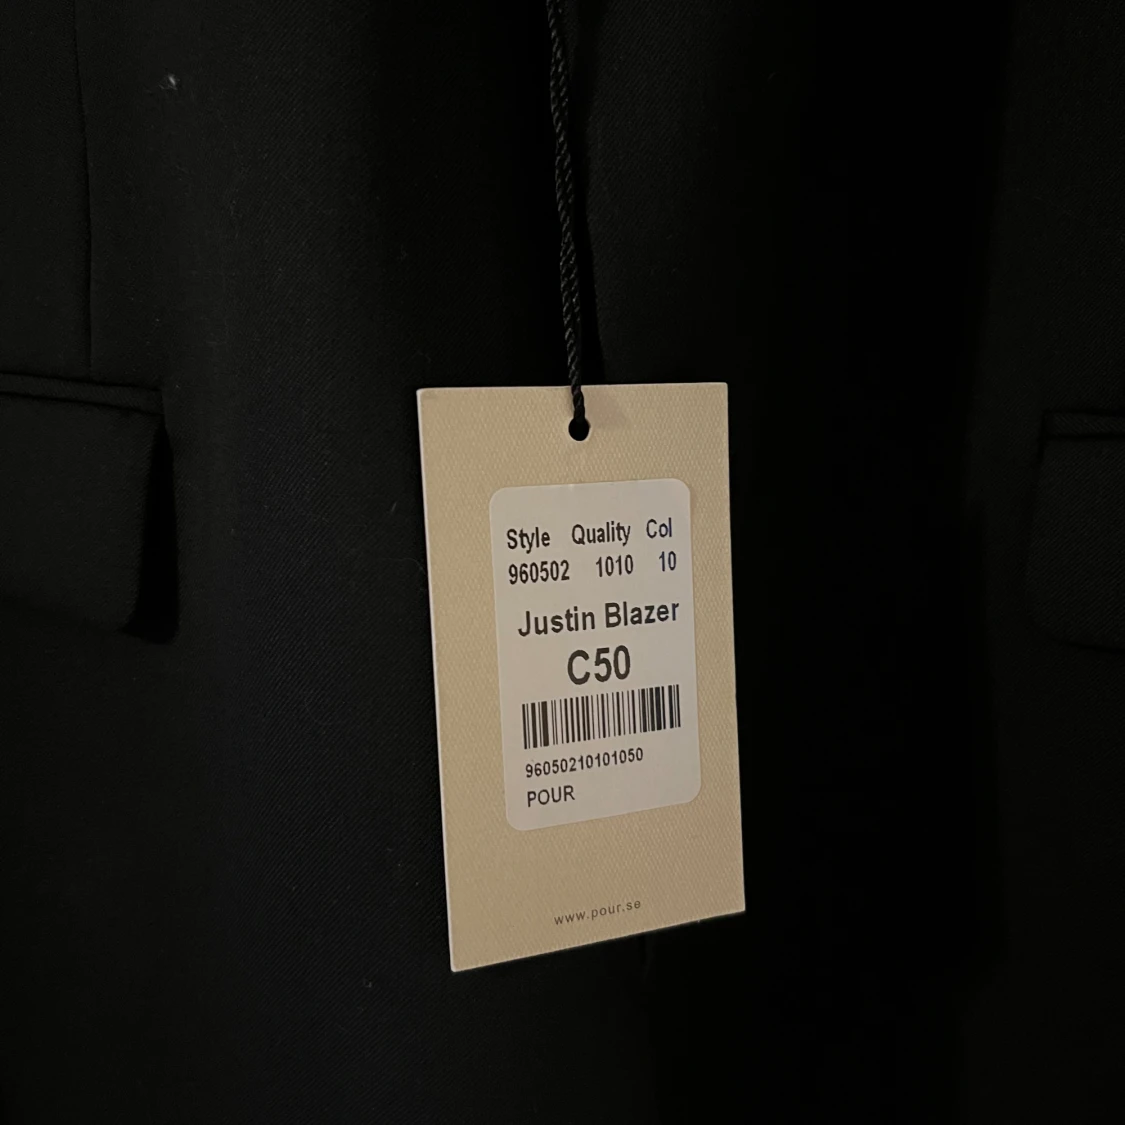 Style Quality Col
960502 1010 10
Justin Blazer
C50
96050210101050
POUR
www.pour.se